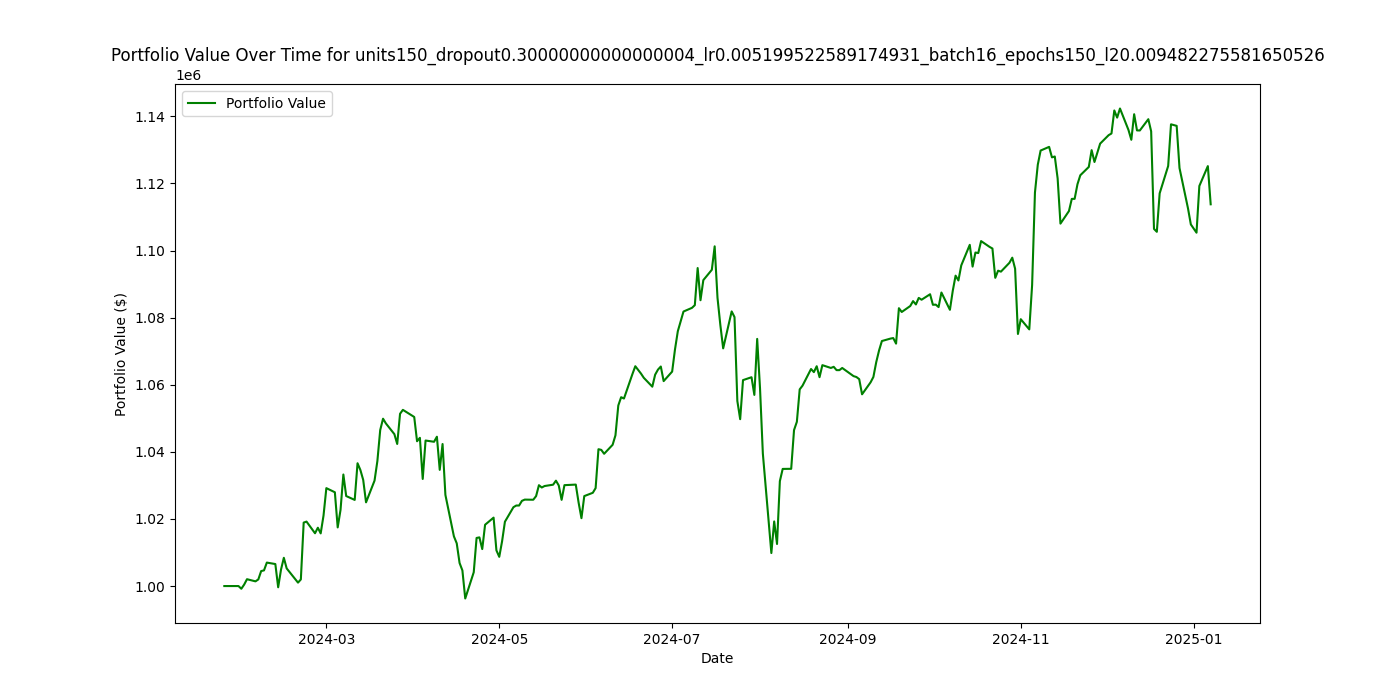 Portfolio Value Over Time for units150_dropout0.30000000000000004_lr0.005199522589174931_batch16_epochs150_l20.009482275581650526
1e6
Portfolio Value
1.14
1.12
1.10
1.08
1.06
1.04
1.02
1.00
Portfolio Value ($)
2024-03
2024-05
2024-07
2024-09
2024-11
2025-01
Date